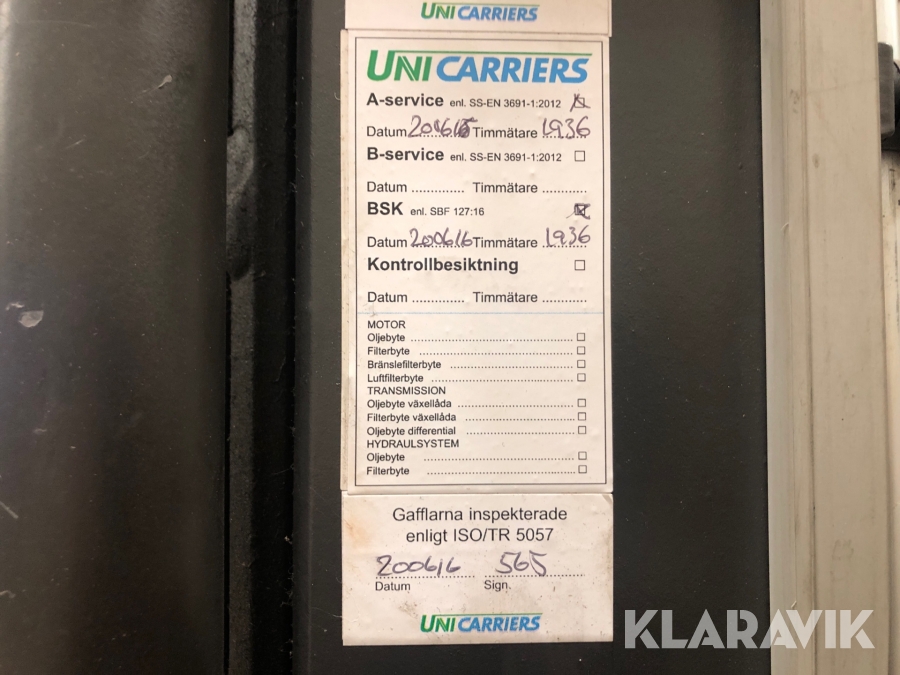 UNICARRIERS
UNICARRIERS
A-service enl. SS-EN 3691-1:2012
Datum Timmätare 1936
B-service enl. SS-EN 3691-1:2012 ☐
Datum .............. Timmätare ............
BSK enl. SBF 127:16
Datum 200616 Timmätare 1936
Kontrollbesiktning ☐
Datum .............. Timmätare ............
MOTOR
Oljebyte ☐
Filterbyte ☐
Bränslefilterbyte ☐
Luftfilterbyte ☐
TRANSMISSION
Oljebyte växellåda ☐
Filterbyte växellåda ☐
Oljebyte differential ☐
HYDRAULSYSTEM
Oljebyte ☐
Filterbyte ☐
Gafflarna inspekterade
enligt ISO/TR 5057
200616 565
Datum Sign.
UNICARRIERS
KLARAVIK